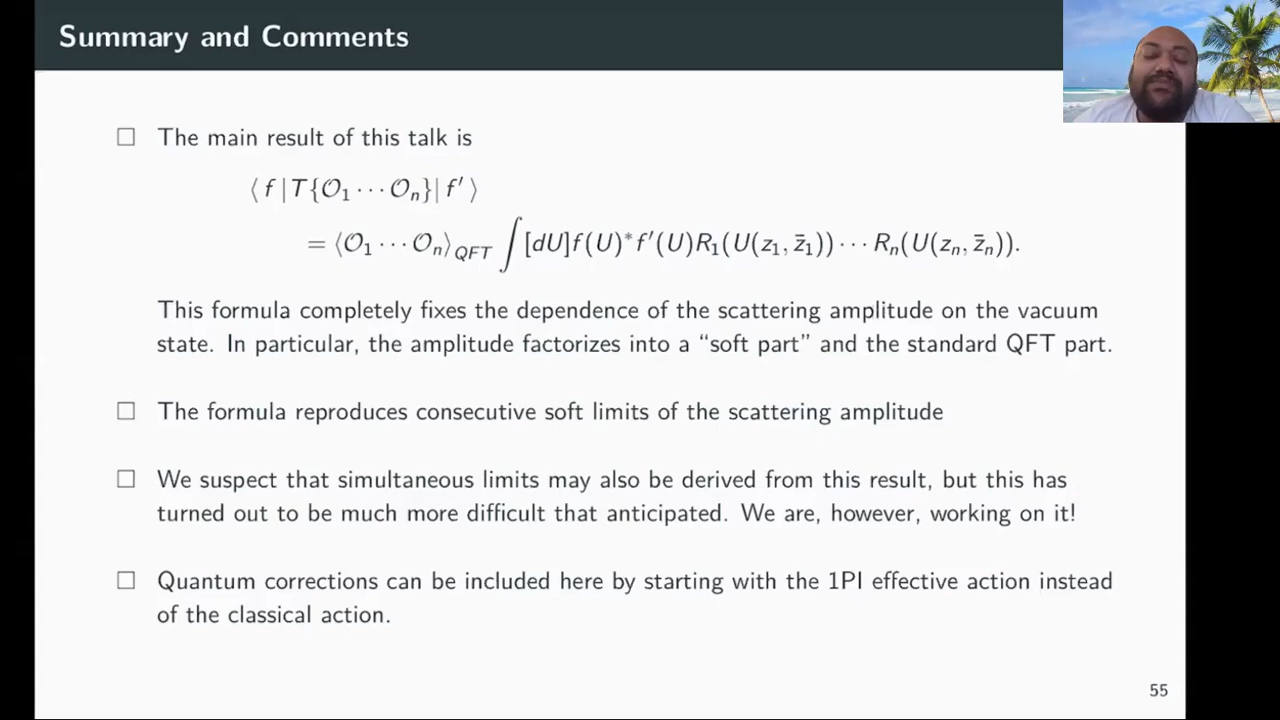 Summary and Comments
□ The main result of this talk is
⟨ f | T{𝒪₁ ⋯ 𝒪ₙ} | f′ ⟩
= ⟨𝒪₁ ⋯ 𝒪ₙ⟩_QFT ∫ [dU] f(U)* f′(U) R₁(U(z₁, z̄₁)) ⋯ Rₙ(U(zₙ, z̄ₙ)).
This formula completely fixes the dependence of the scattering amplitude on the vacuum
state. In particular, the amplitude factorizes into a “soft part” and the standard QFT part.
□ The formula reproduces consecutive soft limits of the scattering amplitude
□ We suspect that simultaneous limits may also be derived from this result, but this has
turned out to be much more difficult that anticipated. We are, however, working on it!
□ Quantum corrections can be included here by starting with the 1PI effective action instead
of the classical action.
55